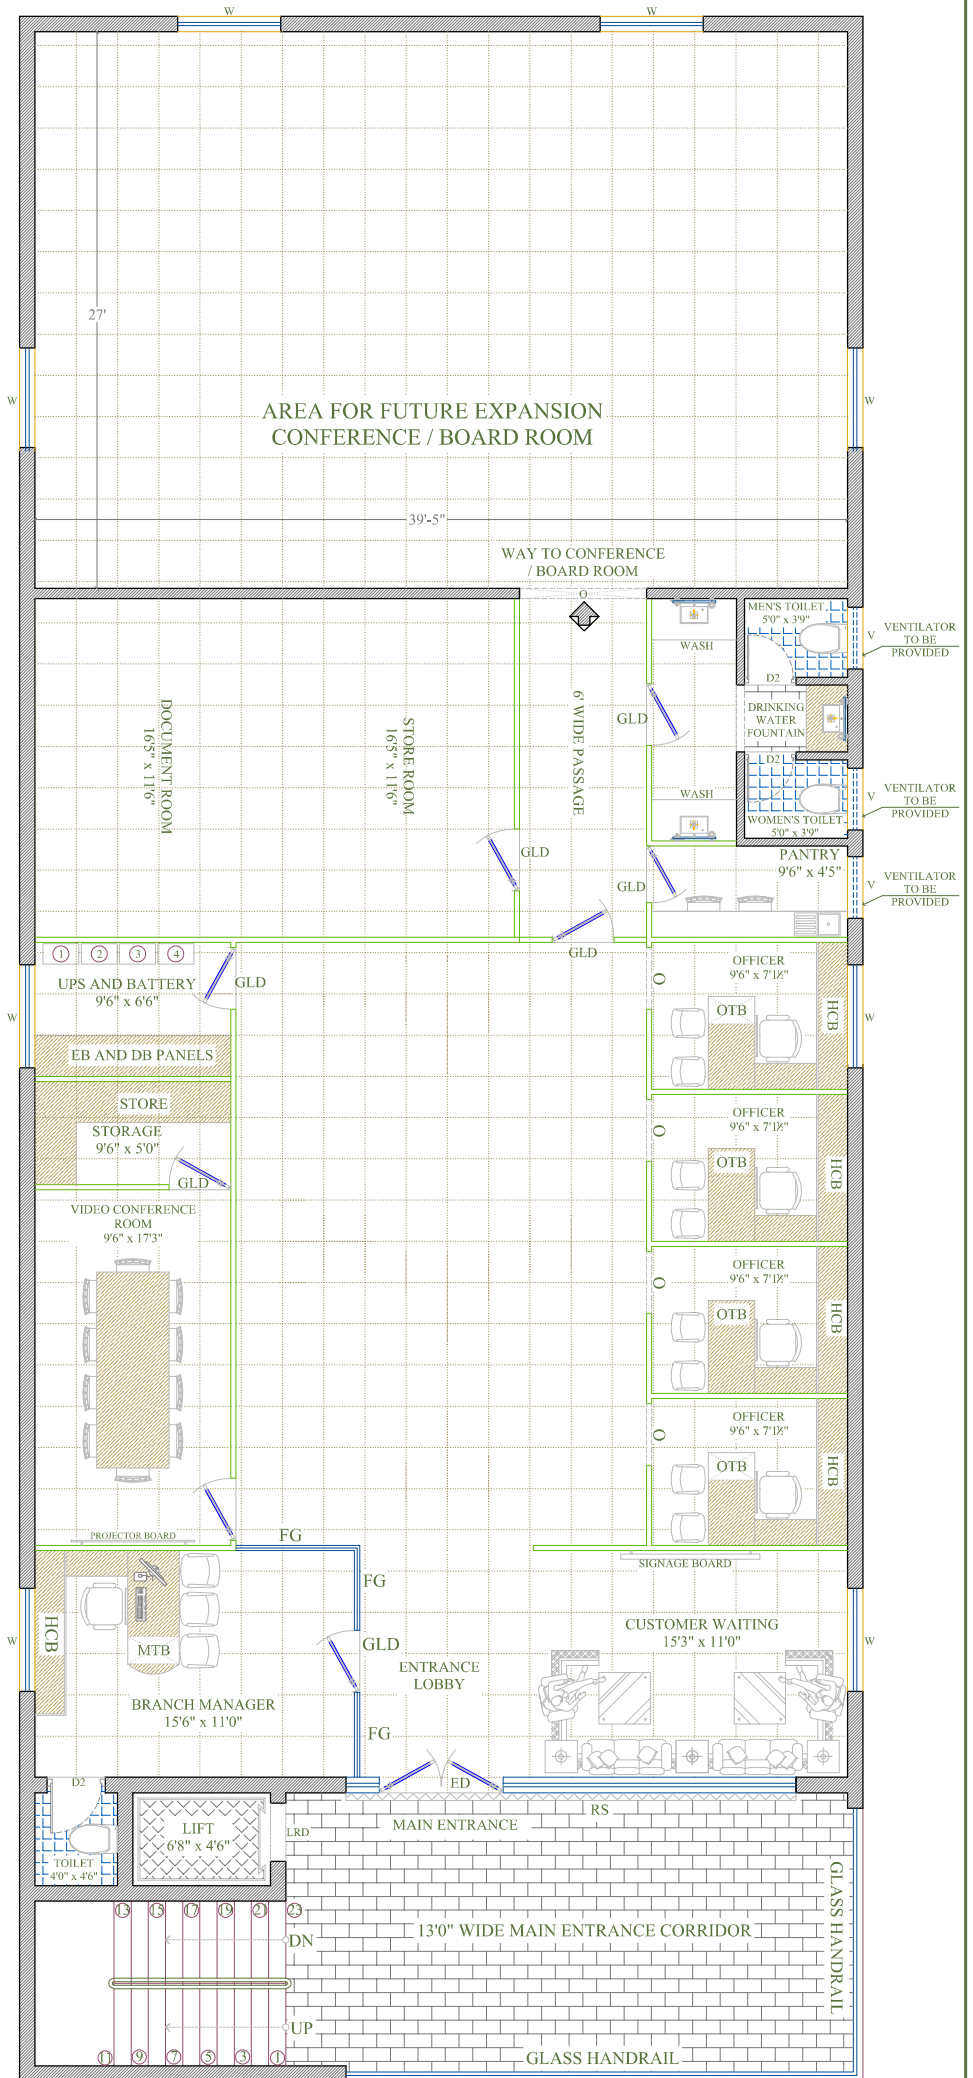 W
W
27'
W
W
AREA FOR FUTURE EXPANSION
CONFERENCE / BOARD ROOM
39'-5"
WAY TO CONFERENCE
/ BOARD ROOM
O
MEN'S TOILET
5'0" x 3'9"
V
VENTILATOR
TO BE
PROVIDED
WASH
D2
DOCUMENT ROOM
16'5" x 11'6"
STORE ROOM
16'5" x 11'6"
6' WIDE PASSAGE
GLD
DRINKING
WATER
FOUNTAIN
D2
WASH
V
VENTILATOR
TO BE
PROVIDED
WOMEN'S TOILET
5'0" x 3'9"
GLD
PANTRY
9'6" x 4'5"
GLD
V
VENTILATOR
TO BE
PROVIDED
GLD
1
2
3
4
UPS AND BATTERY
9'6" x 6'6"
GLD
EB AND DB PANELS
W
O
OFFICER
9'6" x 7'1½"
OTB
HCB
W
STORE
STORAGE
9'6" x 5'0"
GLD
O
OFFICER
9'6" x 7'1½"
OTB
HCB
VIDEO CONFERENCE
ROOM
9'6" x 17'3"
O
OFFICER
9'6" x 7'1½"
OTB
HCB
O
OFFICER
9'6" x 7'1½"
OTB
HCB
PROJECTOR BOARD
FG
FG
SIGNAGE BOARD
W
HCB
MTB
GLD
CUSTOMER WAITING
15'3" x 11'0"
W
ENTRANCE
LOBBY
BRANCH MANAGER
15'6" x 11'0"
FG
D2
ED
RS
MAIN ENTRANCE
LIFT
6'8" x 4'6"
LRD
TOILET
4'0" x 4'6"
GLASS HANDRAIL
13
15
17
19
21
23
DN
13'0" WIDE MAIN ENTRANCE CORRIDOR
UP
11
9
7
5
3
1
GLASS HANDRAIL